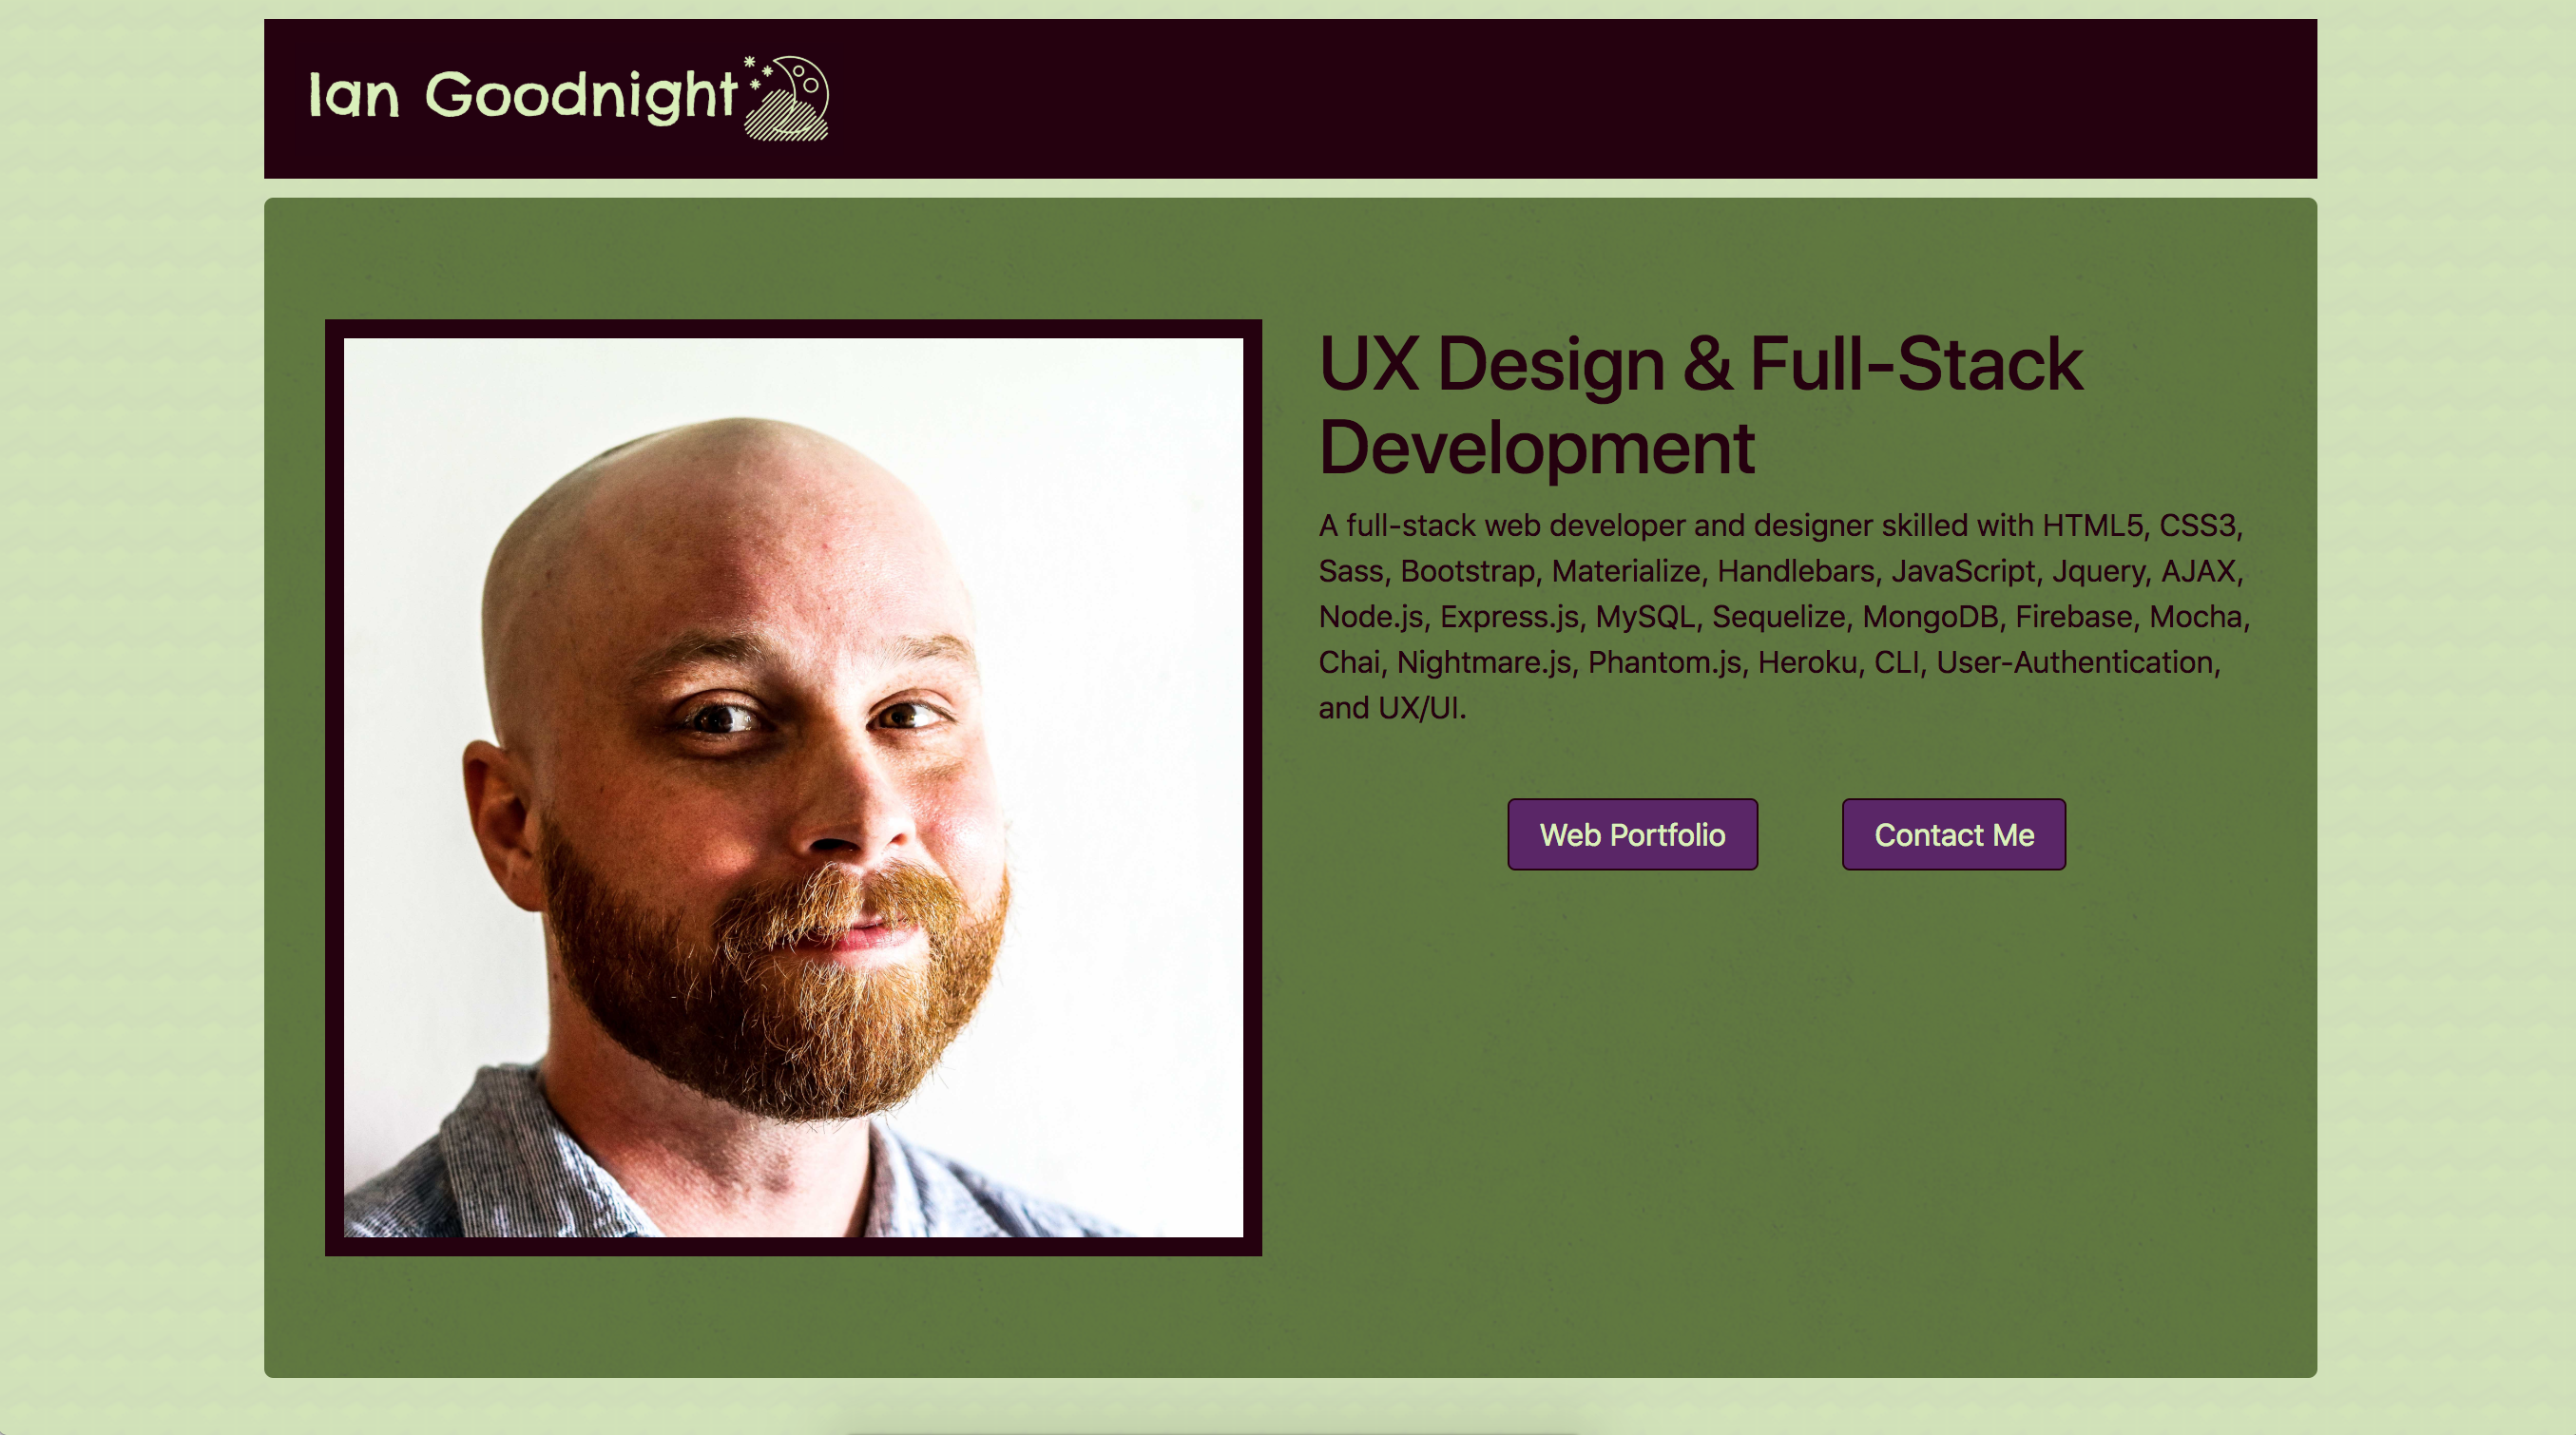 Ian Goodnight
UX Design & Full-Stack
Development
A full-stack web developer and designer skilled with HTML5, CSS3,
Sass, Bootstrap, Materialize, Handlebars, JavaScript, Jquery, AJAX,
Node.js, Express.js, MySQL, Sequelize, MongoDB, Firebase, Mocha,
Chai, Nightmare.js, Phantom.js, Heroku, CLI, User-Authentication,
and UX/UI.
Web Portfolio
Contact Me